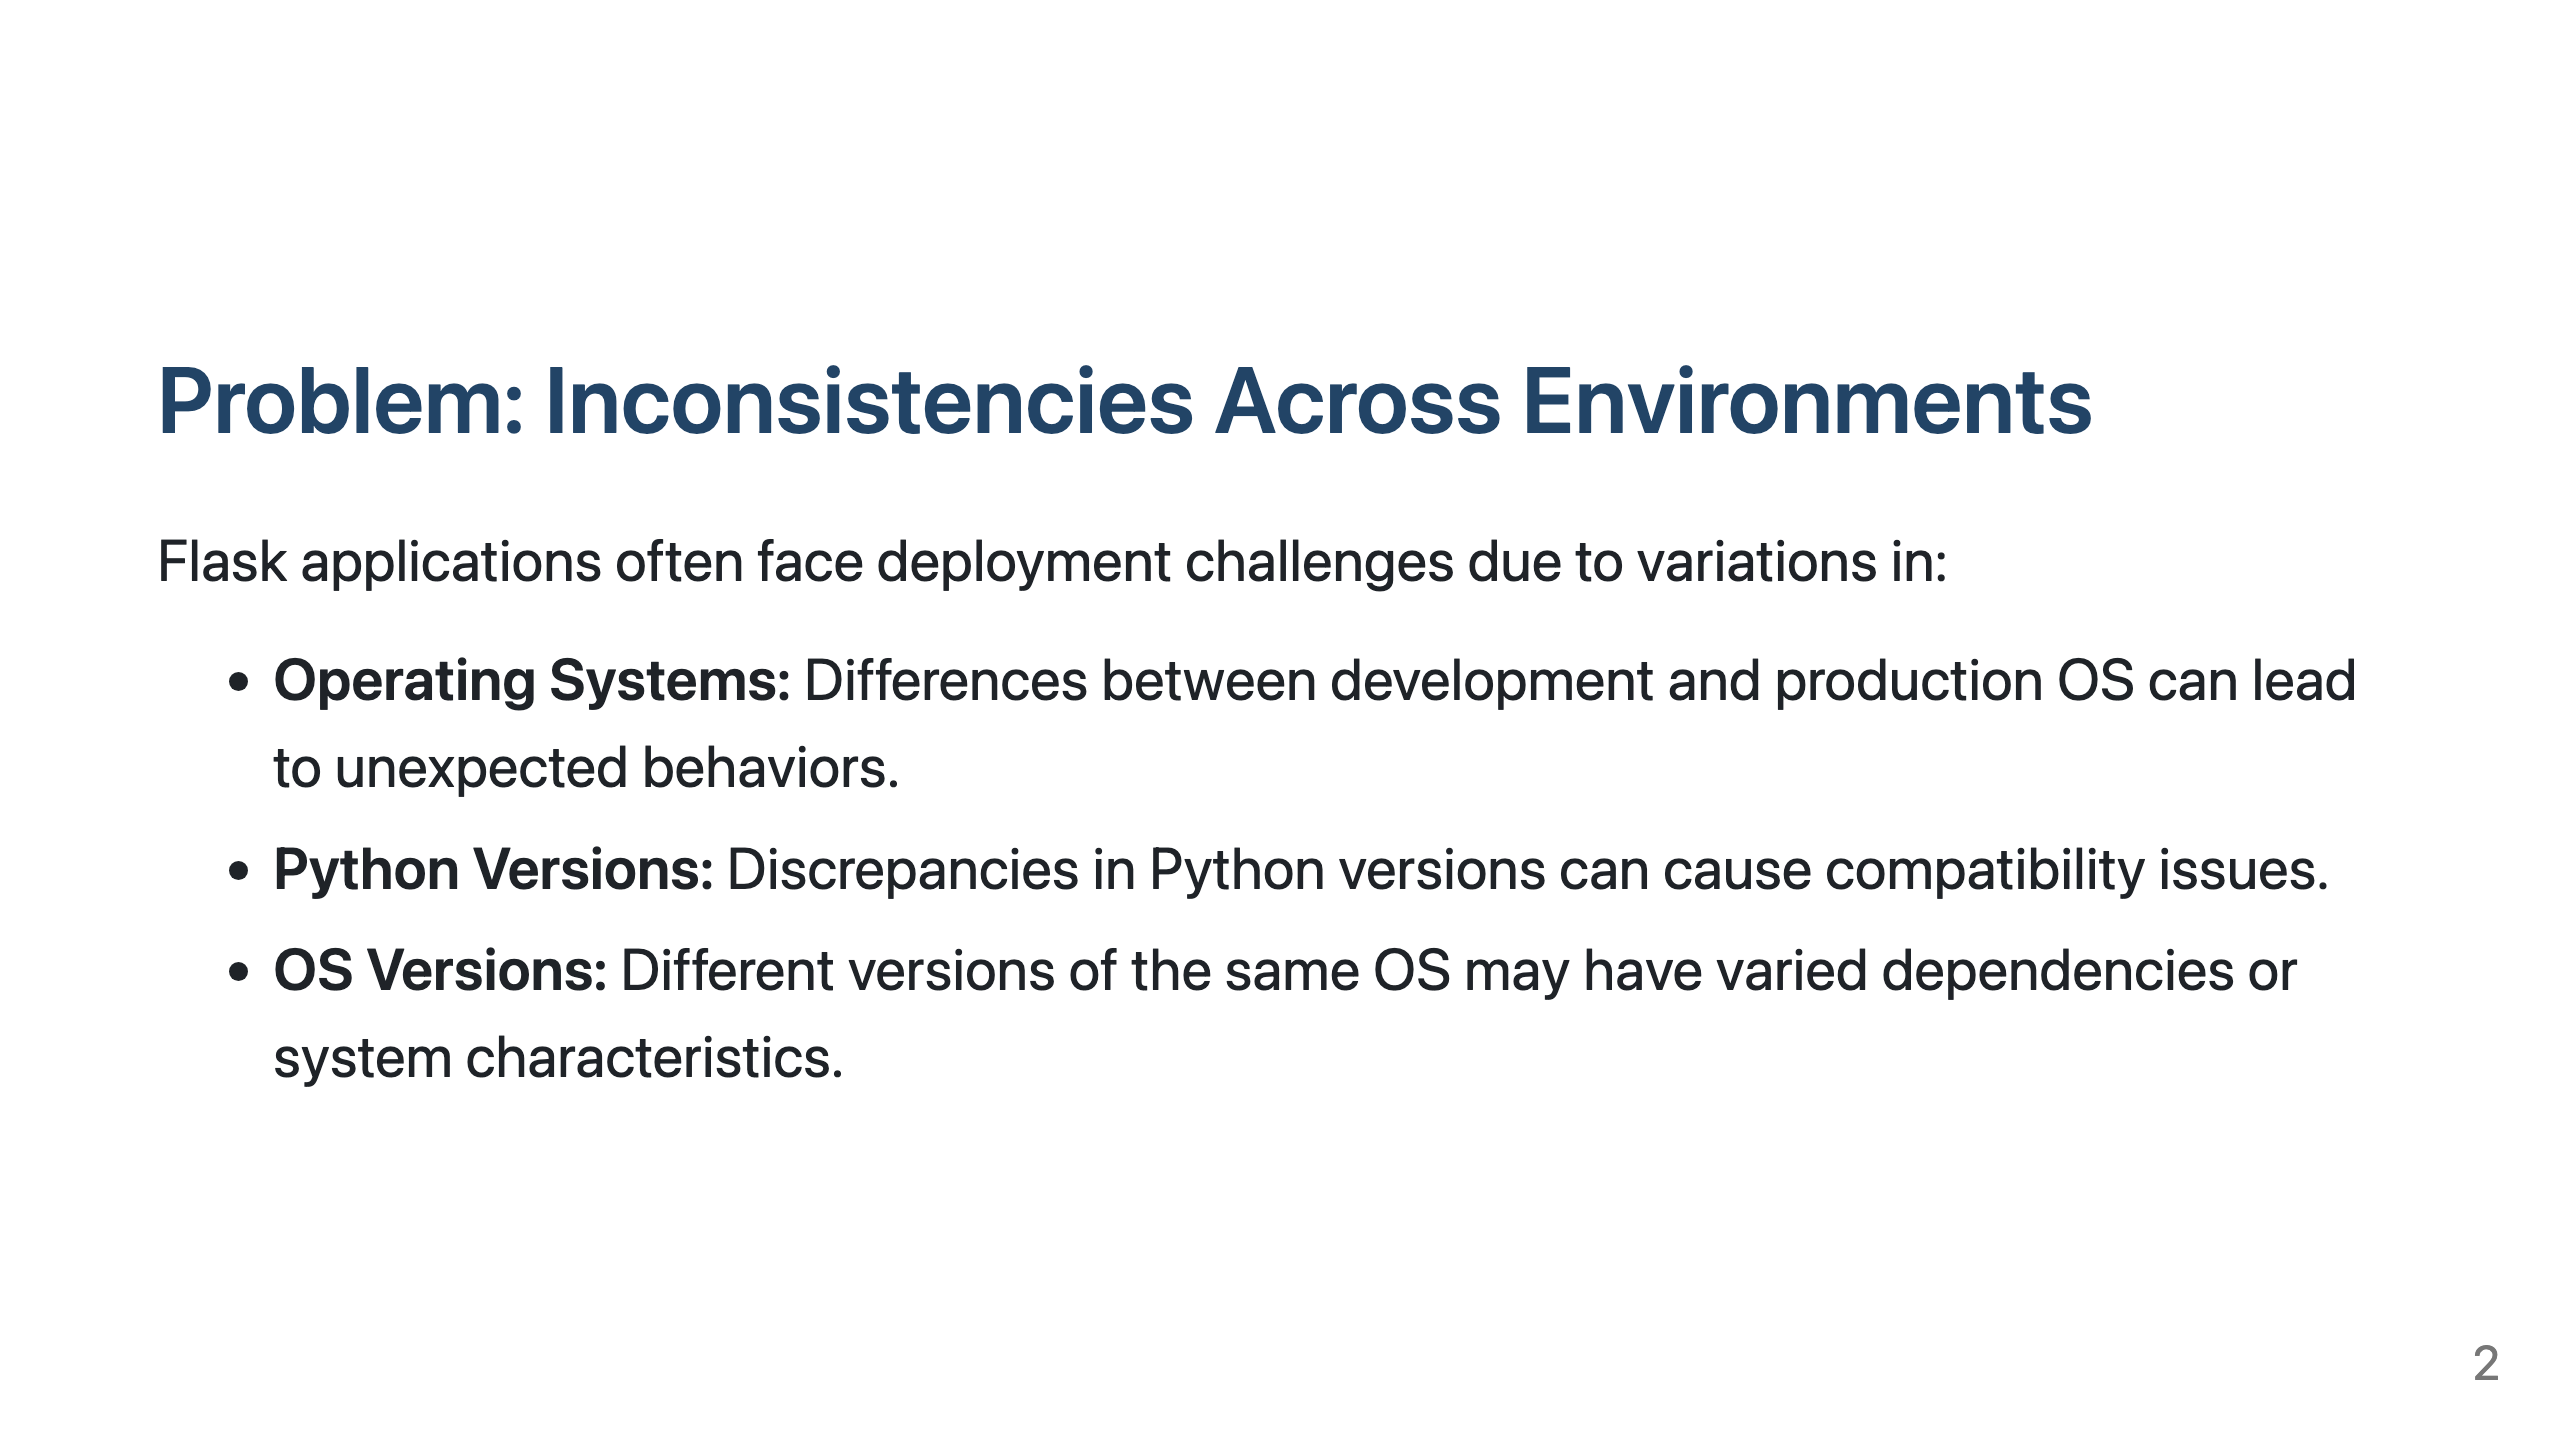 Problem: Inconsistencies Across Environments
Flask applications often face deployment challenges due to variations in:
• Operating Systems: Differences between development and production OS can lead
to unexpected behaviors.
• Python Versions: Discrepancies in Python versions can cause compatibility issues.
• OS Versions: Different versions of the same OS may have varied dependencies or
system characteristics.
2